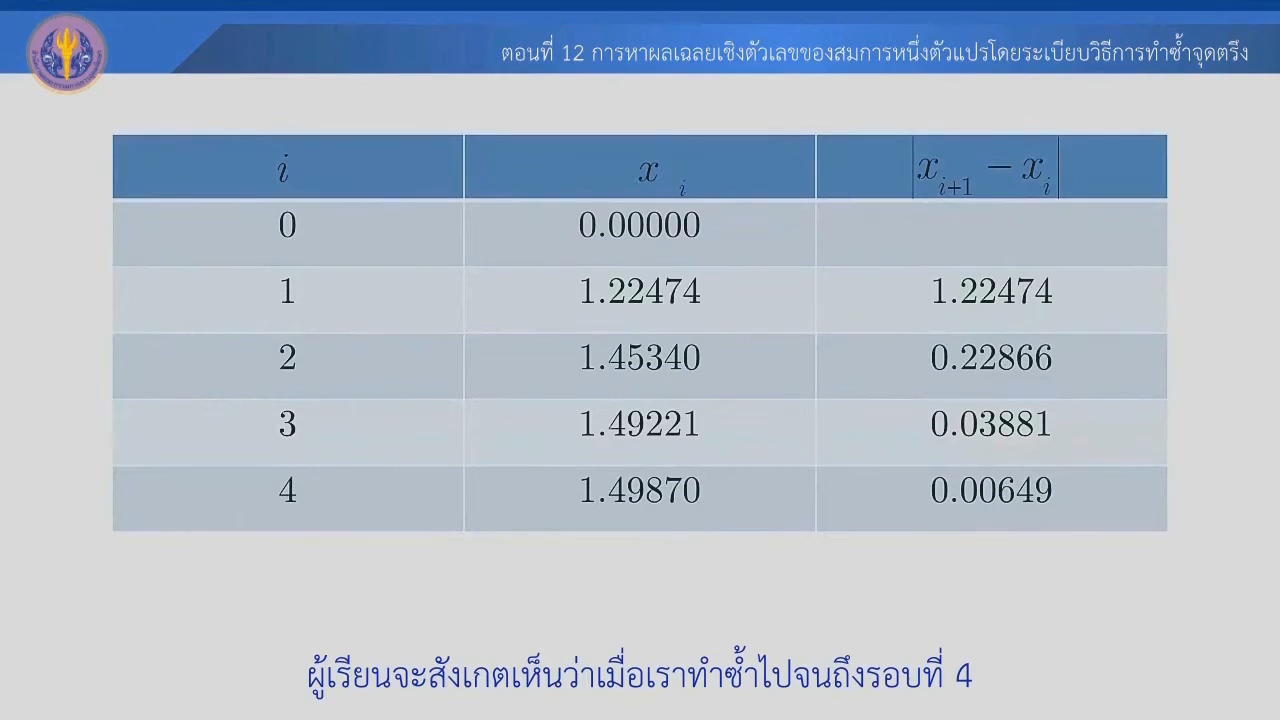 ตอนที่ 12 การหาผลเฉลยเชิงตัวเลขของสมการหนึ่งตัวแปรโดยระเบียบวิธีการทำซ้ำจุดตรึง
i x_i |x_{i+1} − x_i|
0 0.00000
1 1.22474 1.22474
2 1.45340 0.22866
3 1.49221 0.03881
4 1.49870 0.00649
ผู้เรียนจะสังเกตเห็นว่าเมื่อเราทำซ้ำไปจนถึงรอบที่ 4